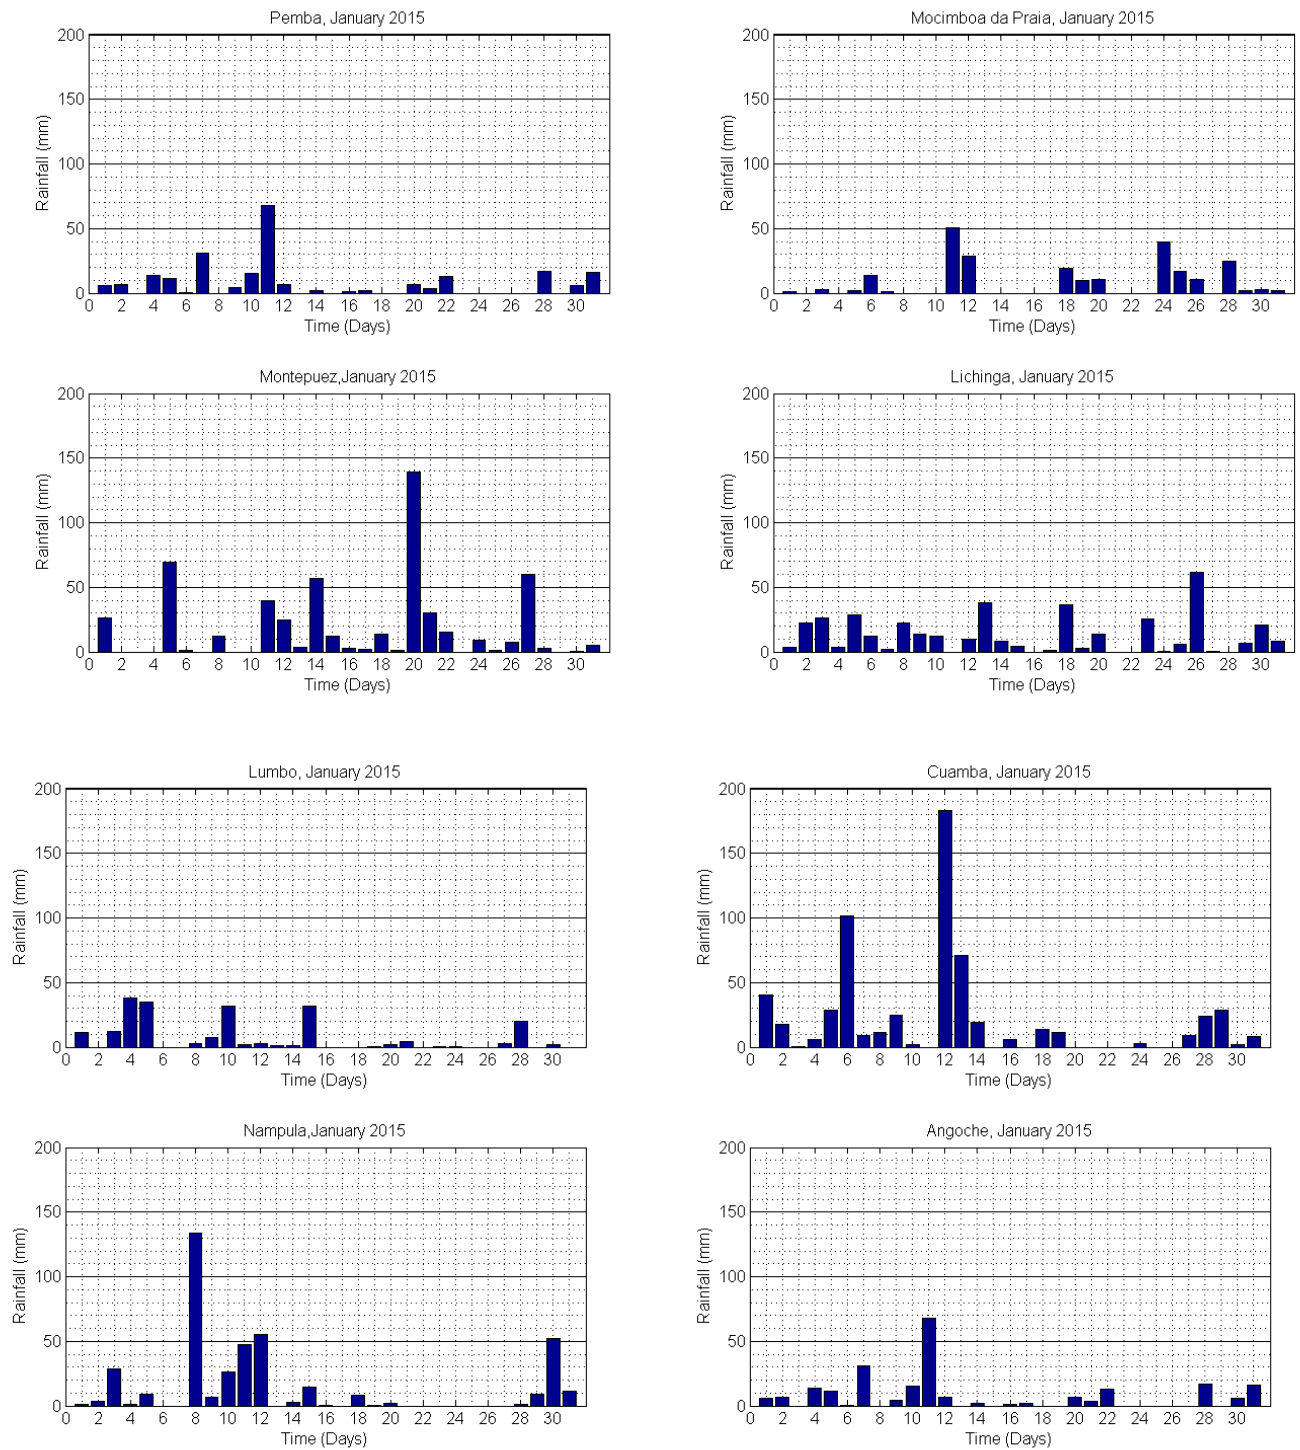 Pemba, January 2015
200
150
100
50
0
Rainfall (mm)
0 2 4 6 8 10 12 14 16 18 20 22 24 26 28 30
Time (Days)
Mocimboa da Praia, January 2015
200
150
100
50
0
Rainfall (mm)
0 2 4 6 8 10 12 14 16 18 20 22 24 26 28 30
Time (Days)
Montepuez,January 2015
200
150
100
50
0
Rainfall (mm)
0 2 4 6 8 10 12 14 16 18 20 22 24 26 28 30
Time (Days)
Lichinga, January 2015
200
150
100
50
0
Rainfall (mm)
0 2 4 6 8 10 12 14 16 18 20 22 24 26 28 30
Time (Days)
Lumbo, January 2015
200
150
100
50
0
Rainfall (mm)
0 2 4 6 8 10 12 14 16 18 20 22 24 26 28 30
Time (Days)
Cuamba, January 2015
200
150
100
50
0
Rainfall (mm)
0 2 4 6 8 10 12 14 16 18 20 22 24 26 28 30
Time (Days)
Nampula,January 2015
200
150
100
50
0
Rainfall (mm)
0 2 4 6 8 10 12 14 16 18 20 22 24 26 28 30
Time (Days)
Angoche, January 2015
200
150
100
50
0
Rainfall (mm)
0 2 4 6 8 10 12 14 16 18 20 22 24 26 28 30
Time (Days)